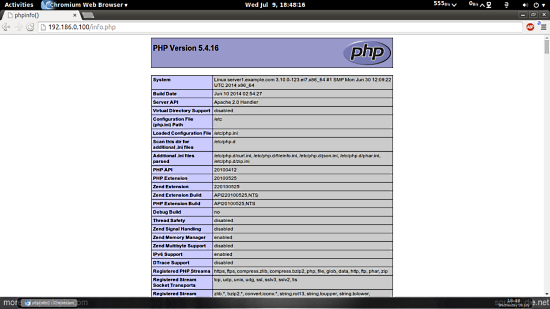 Activities Chromium Web Browser ▾ Wed Jul 9, 18:48:16
phpinfo() ×
192.186.0.100/info.php
PHP Version 5.4.16
php
System Linux server1.example.com 3.10.0-123.el7.x86_64 #1 SMP Mon Jun 30 12:09:22
UTC 2014 x86_64
Build Date Jun 10 2014 02:54:27
Server API Apache 2.0 Handler
Virtual Directory Support disabled
Configuration File
(php.ini) Path /etc
Loaded Configuration File /etc/php.ini
Scan this dir for
additional .ini files /etc/php.d
Additional .ini files
parsed /etc/php.d/curl.ini, /etc/php.d/fileinfo.ini, /etc/php.d/json.ini, /etc/php.d/phar.ini,
/etc/php.d/zip.ini
PHP API 20100412
PHP Extension 20100525
Zend Extension 220100525
Zend Extension Build API220100525,NTS
PHP Extension Build API20100525,NTS
Debug Build no
Thread Safety disabled
Zend Signal Handling disabled
Zend Memory Manager enabled
Zend Multibyte Support disabled
IPv6 Support enabled
DTrace Support disabled
Registered PHP Streams https, ftps, compress.zlib, compress.bzip2, php, file, glob, data, http, ftp, phar, zip
Registered Stream
Socket Transports tcp, udp, unix, udg, ssl, sslv3, sslv2, tls
Registered Stream zlib.*, bzip2.*, convert.iconv.*, string.rot13, string.toupper, string.tolower,